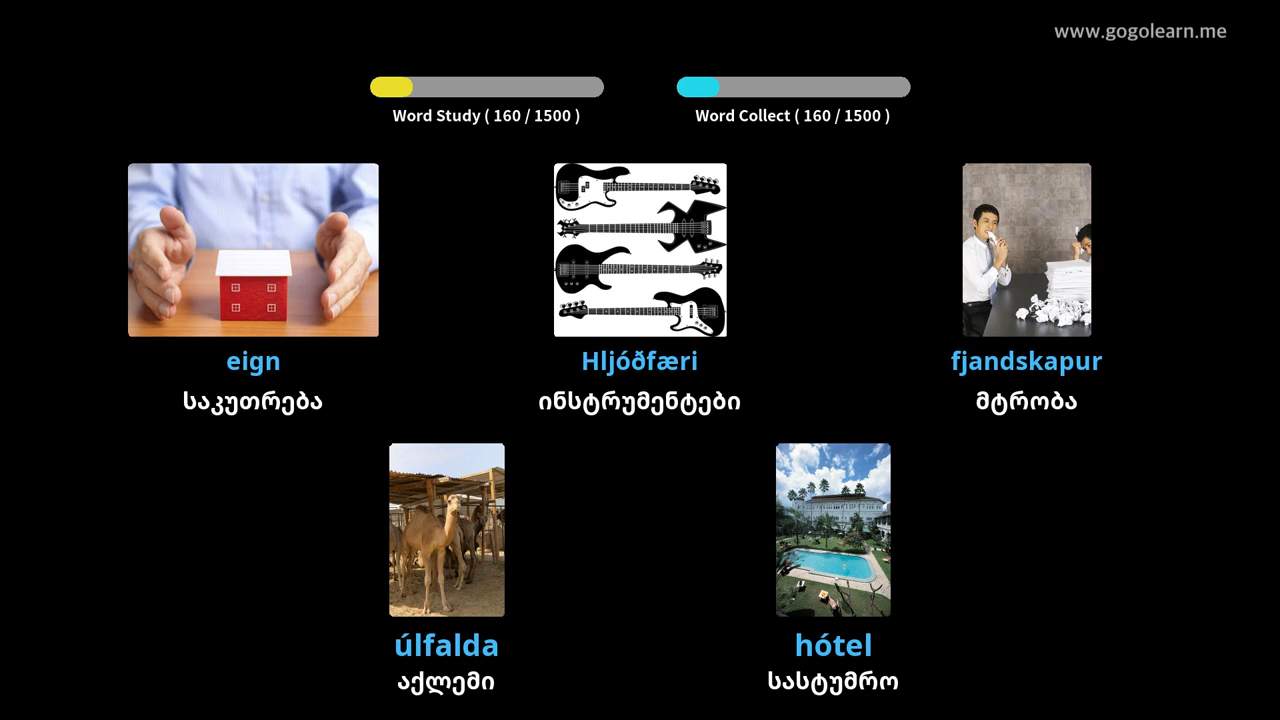 www.gogolearn.me
Word Study ( 160 / 1500 )
Word Collect ( 160 / 1500 )
eign
Hljóðfæri
fjandskapur
საკუთრება
ინსტრუმენტები
მტრობა
úlfalda
hótel
აქლემი
სასტუმრო